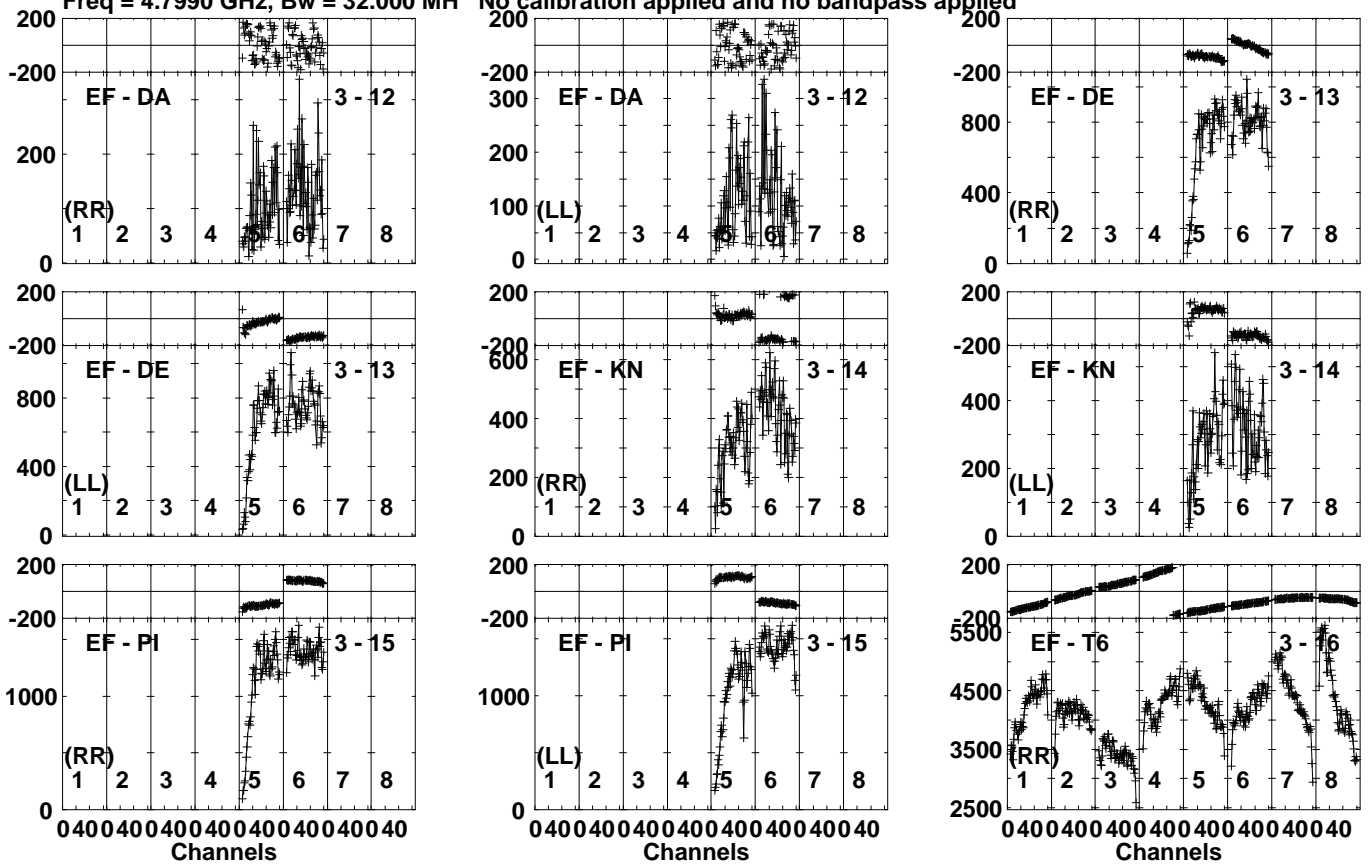 Freq = 4.7990 GHz, Bw = 32.000 MH No calibration applied and no bandpass applied
200
-200
EF - DA 3 - 12
200
0
(RR)
1 2 3 4 5 6 7 8
200
-200
EF - DA 3 - 12
300
200
100
0
(LL)
1 2 3 4 5 6 7 8
200
-200
EF - DE 3 - 13
800
400
0
(RR)
1 2 3 4 5 6 7 8
200
-200
EF - DE 3 - 13
800
400
0
(LL)
1 2 3 4 5 6 7 8
200
-200
EF - KN 3 - 14
600
400
200
0
(RR)
1 2 3 4 5 6 7 8
200
-200
EF - KN 3 - 14
400
200
0
(LL)
1 2 3 4 5 6 7 8
200
-200
EF - PI 3 - 15
1000
0
(RR)
1 2 3 4 5 6 7 8
0 40 0 40 0 40 0 40 0 40 0 40 0 40 0 40
Channels
200
-200
EF - PI 3 - 15
1000
0
(LL)
1 2 3 4 5 6 7 8
0 40 0 40 0 40 0 40 0 40 0 40 0 40 0 40
Channels
200
-200
EF - T6 3 - 16
5500
4500
3500
2500
(RR)
1 2 3 4 5 6 7 8
0 40 0 40 0 40 0 40 0 40 0 40 0 40 0 40
Channels